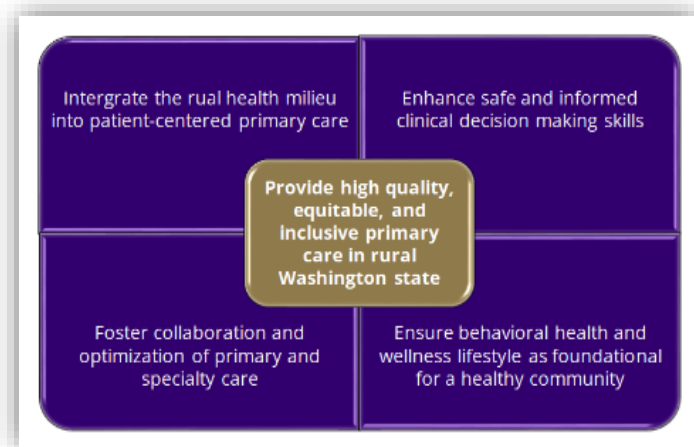 Intergrate the rual health milieu
into patient-centered primary care
Enhance safe and informed
clinical decision making skills
Provide high quality,
equitable, and
inclusive primary
care in rural
Washington state
Foster collaboration and
optimization of primary and
specialty care
Ensure behavioral health and
wellness lifestyle as foundational
for a healthy community